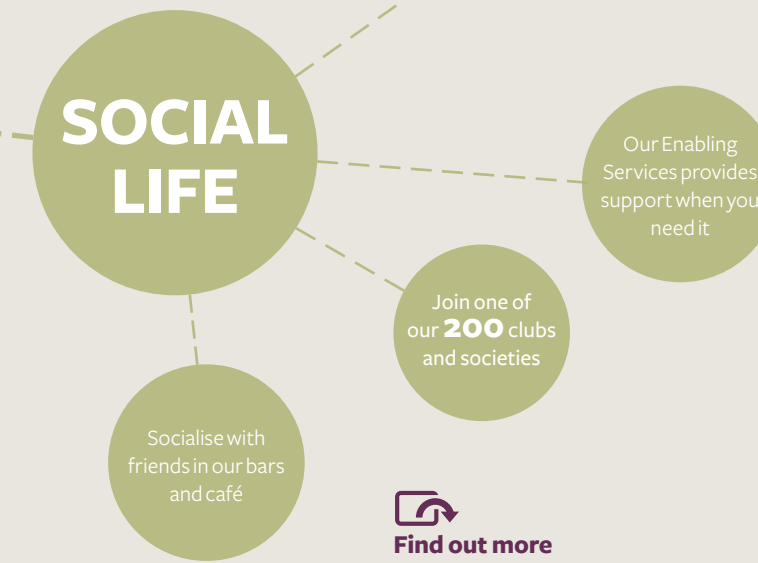 SOCIAL
LIFE
Our Enabling
Services provides
support when you
need it
Join one of
our 200 clubs
and societies
Socialise with
friends in our bars
and café
Find out more